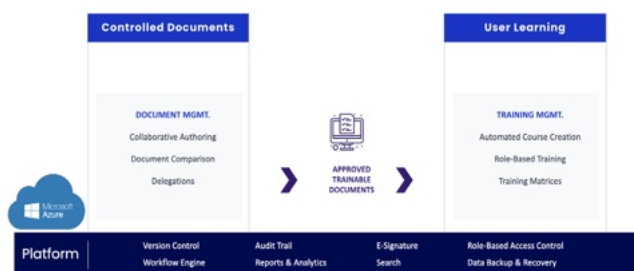 Controlled Documents
User Learning
DOCUMENT MGMT.
Collaborative Authoring
Document Comparison
Delegations
APPROVED
TRAINABLE
DOCUMENTS
TRAINING MGMT.
Automated Course Creation
Role-Based Training
Training Matrices
Microsoft
Azure
Platform
Version Control
Audit Trail
E-Signature
Role-Based Access Control
Workflow Engine
Reports & Analytics
Search
Data Backup & Recovery